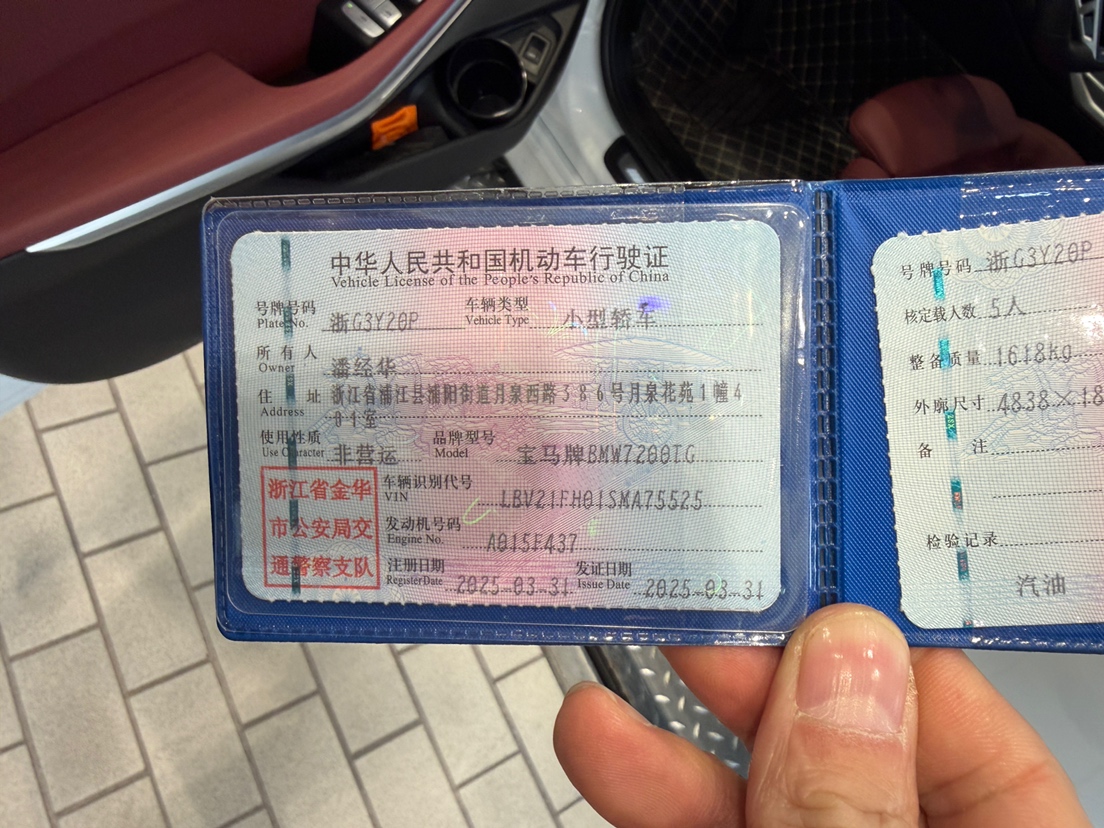 中华人民共和国机动车行驶证
Vehicle License of the People's Republic of China
号牌号码 浙G3Y20P 车辆类型 小型轿车
Plate No. Vehicle Type
所有人 潘经华
Owner
住址 浙江省浦江县浦阳街道月泉西路386号月泉花苑1幢4
Address 01室
使用性质 非营运 品牌型号 宝马牌BMW7200TG
Use Character Model
浙江省金华
市公安局交
通警察支队
车辆识别代号 LBV21FH01SMA75525
VIN
发动机号码 A015E437
Engine No.
注册日期 2025-03-31 发证日期 2025-03-31
Register Date Issue Date
号牌号码 浙G3Y20P
核定载人数 5人
整备质量 1618kg
外廓尺寸 4838×18
备注
检验记录
汽油